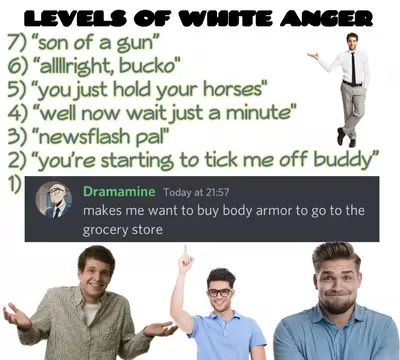 LEVELS OF WHITE ANGER
7) “son of a gun”
6) “allllright, bucko"
5) “you just hold your horses"
4) “well now wait just a minute"
3) “newsflash pal"
2) “you're starting to tick me off buddy”
1)
Dramamine Today at 21:57
makes me want to buy body armor to go to the
grocery store